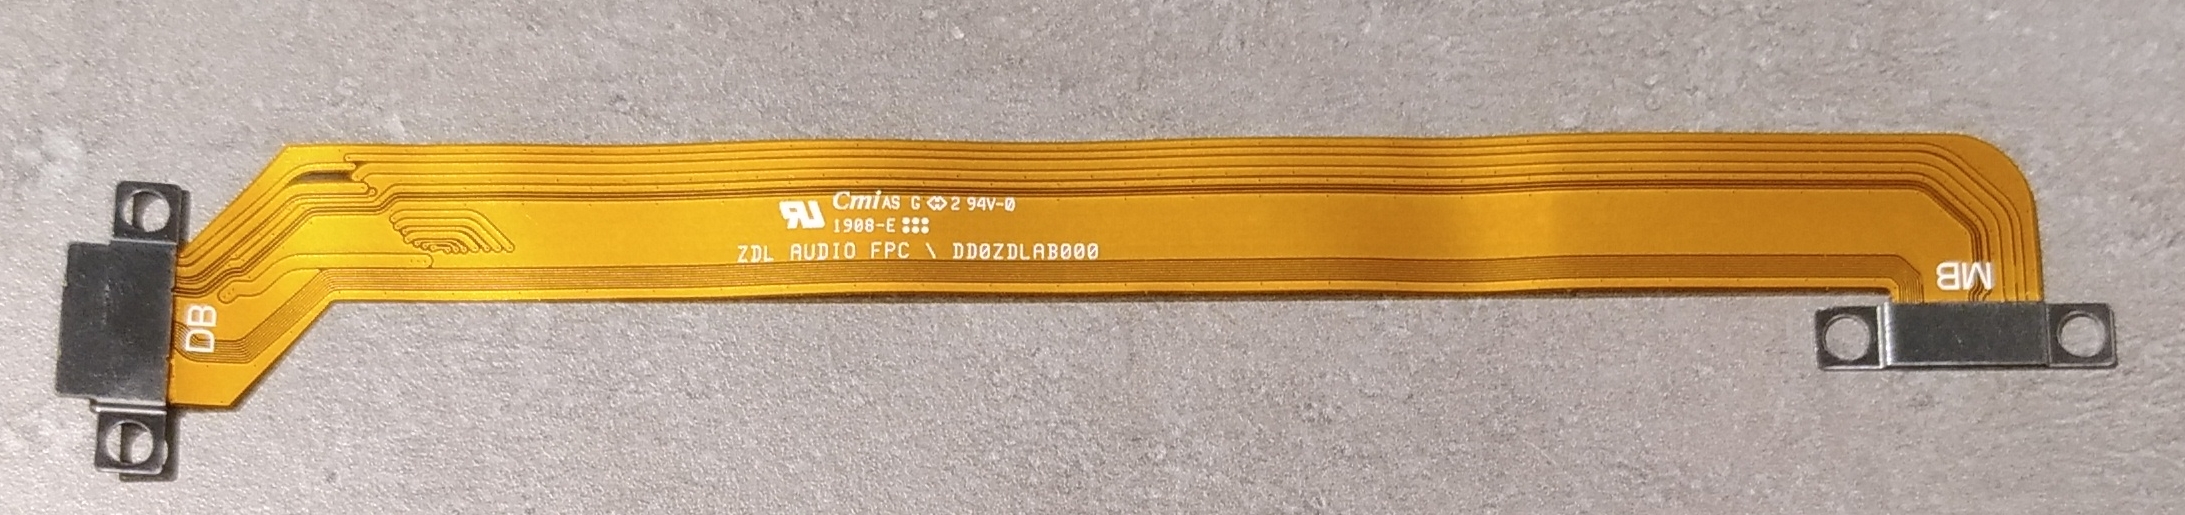 Cmi AS G 2 94V-0
1908-E
ZDL AUDIO FPC \ DD0ZDLAB000
DB
MB